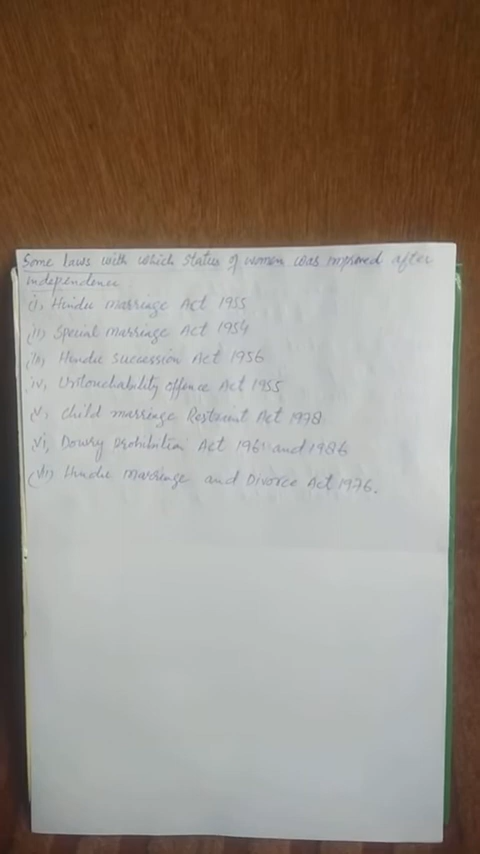 Some laws with which status of women was improved after
independence
i, Hindu marriage Act 1955
ii, Special marriage Act 1954
iii, Hindu succession Act 1956
iv, Untouchability offence Act 1955
v, Child marriage Restraint Act 1978
vi, Dowry prohibition Act 1961 and 1986
(vii) Hindu marriage and Divorce Act 1976.